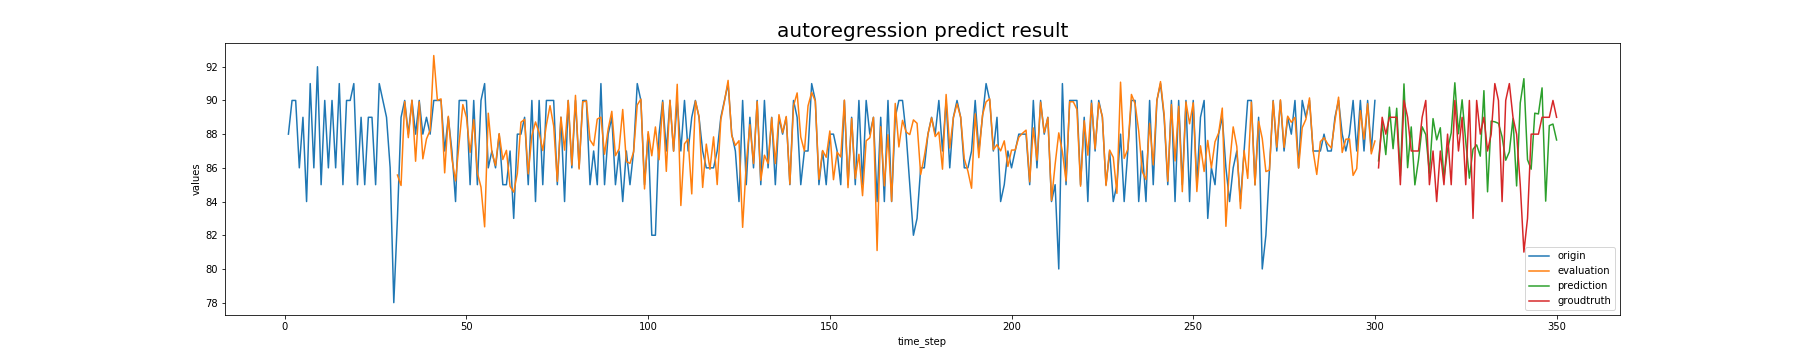 autoregression predict result
values
92
90
88
86
84
82
80
78
0
50
100
150
200
250
300
350
time_step
origin
evaluation
prediction
groudtruth